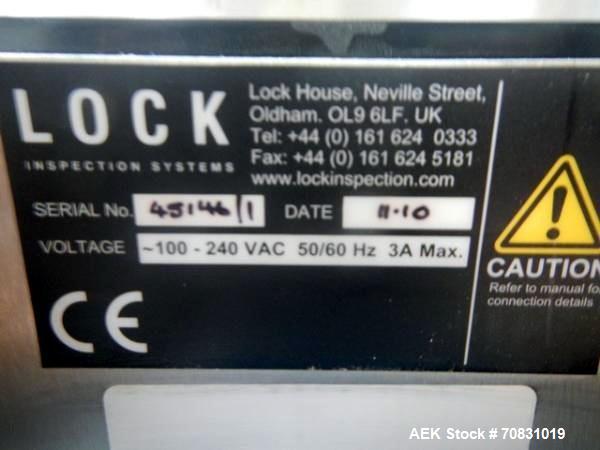 LOCK
INSPECTION SYSTEMS
Lock House, Neville Street,
Oldham. OL9 6LF. UK
Tel: +44 (0) 161 624 0333
Fax: +44 (0) 161 624 5181
www.lockinspection.com
SERIAL No. 45146/1 DATE 11.10
VOLTAGE ~100 - 240 VAC 50/60 Hz 3A Max.
CE
!
CAUTION
Refer to manual for
connection details
AEK Stock # 70831019